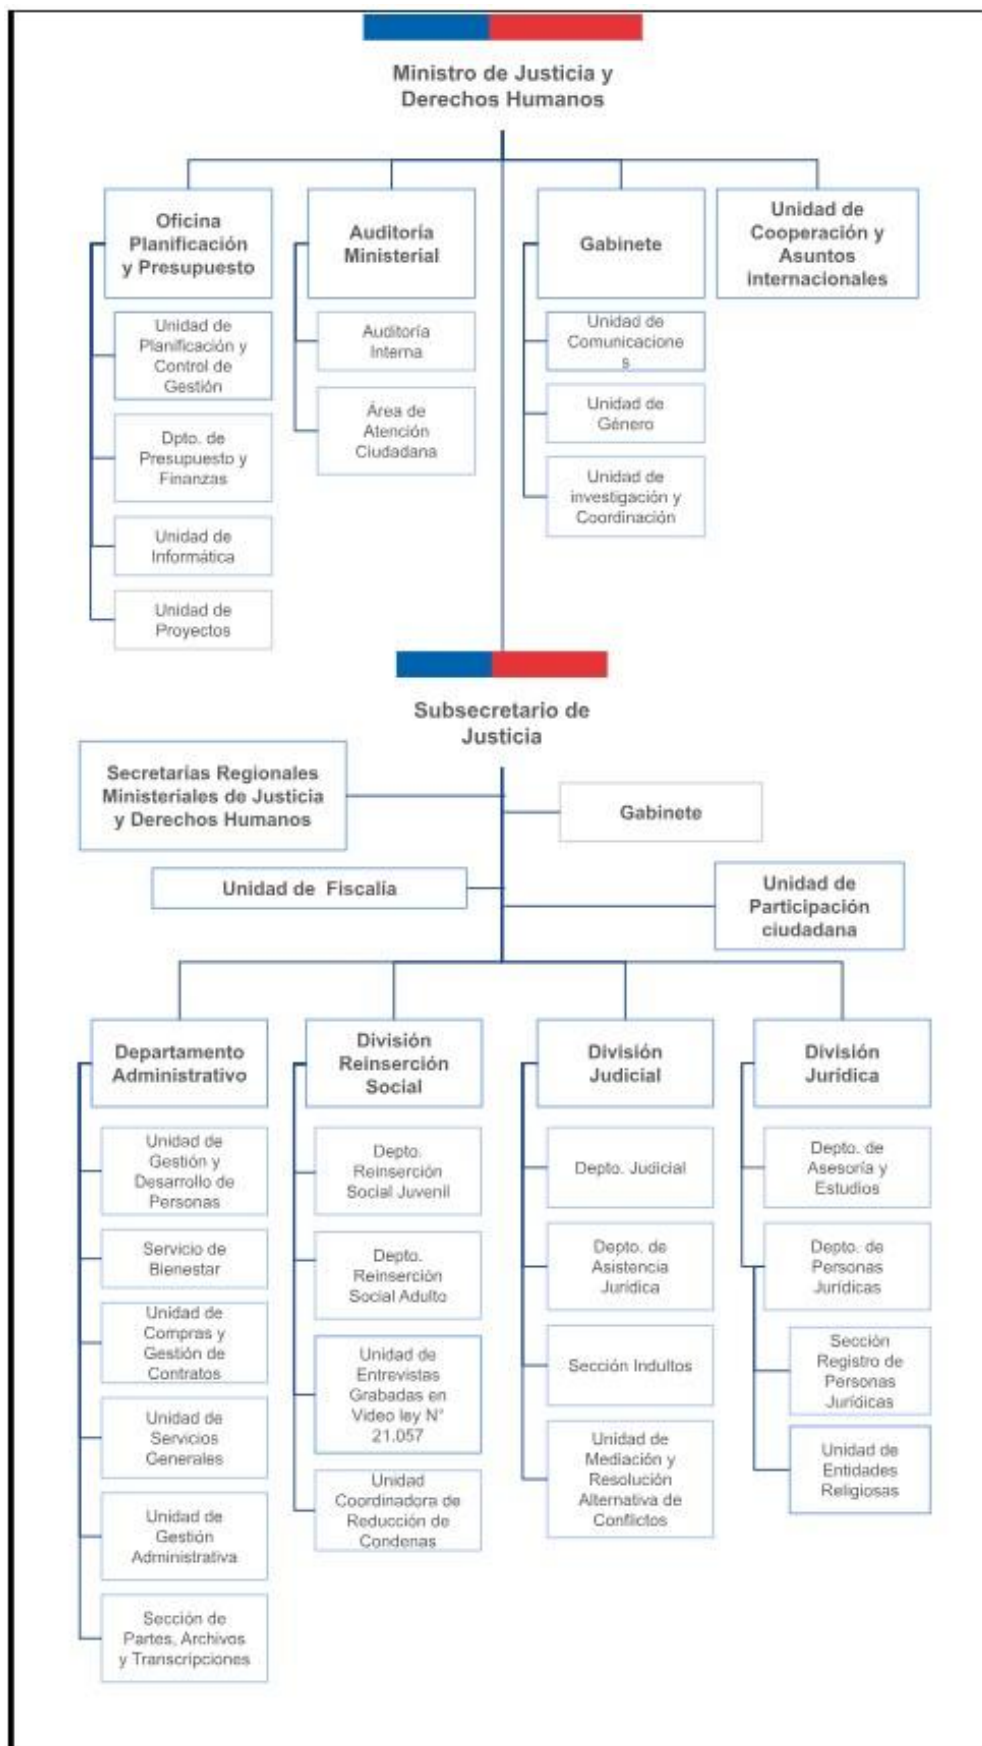 Ministro de Justicia y
Derechos Humanos
Oficina
Planificación
y Presupuesto
Unidad de
Planificación y
Control de
Gestión
Dpto. de
Presupuesto y
Finanzas
Unidad de
Informática
Unidad de
Proyectos
Auditoría
Ministerial
Auditoría
Interna
Área de
Atención
Ciudadana
Gabinete
Unidad de
Comunicacione
s
Unidad de
Género
Unidad de
investigación y
Coordinación
Unidad de
Cooperación y
Asuntos
internacionales
Subsecretario de
Justicia
Secretarías Regionales
Ministeriales de Justicia
y Derechos Humanos
Gabinete
Unidad de Fiscalía
Unidad de
Participación
ciudadana
Departamento
Administrativo
Unidad de
Gestión y
Desarrollo de
Personas
Servicio de
Bienestar
Unidad de
Compras y
Gestión de
Contratos
Unidad de
Servicios
Generales
Unidad de
Gestión
Administrativa
Sección de
Partes, Archivos
y Transcripciones
División
Reinserción
Social
Depto.
Reinserción
Social Juvenil
Depto.
Reinserción
Social Adulto
Unidad de
Entrevistas
Grabadas en
Video ley N°
21.057
Unidad
Coordinadora de
Reducción de
Condenas
División
Judicial
Depto. Judicial
Depto. de
Asistencia
Jurídica
Sección Indultos
Unidad de
Mediación y
Resolución
Alternativa de
Conflictos
División
Jurídica
Depto. de
Asesoría y
Estudios
Depto. de
Personas
Jurídicas
Sección
Registro de
Personas
Jurídicas
Unidad de
Entidades
Religiosas